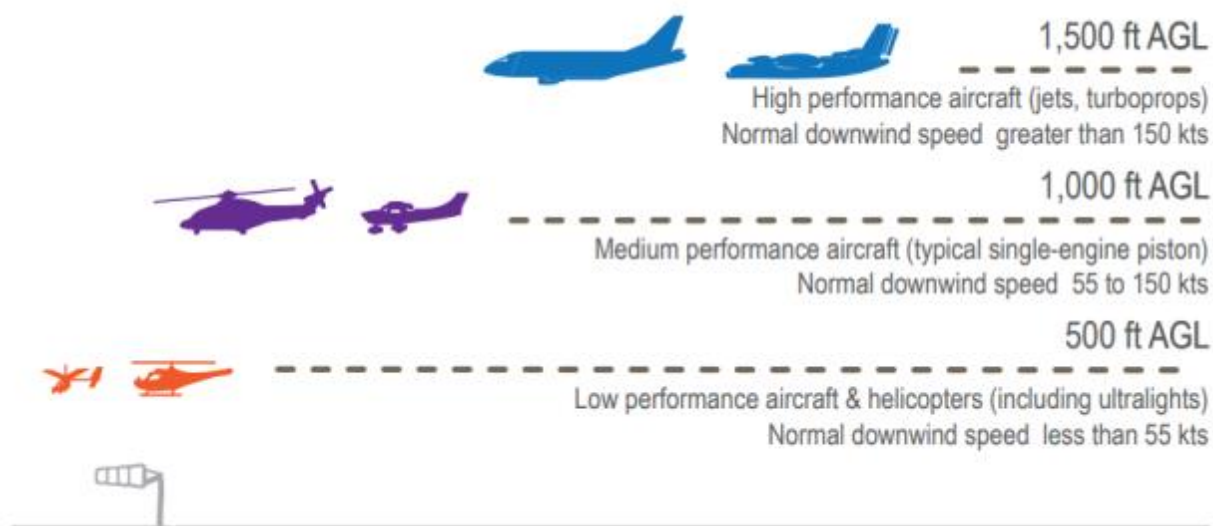 1,500 ft AGL
High performance aircraft (jets, turboprops)
Normal downwind speed greater than 150 kts
1,000 ft AGL
Medium performance aircraft (typical single-engine piston)
Normal downwind speed 55 to 150 kts
500 ft AGL
Low performance aircraft & helicopters (including ultralights)
Normal downwind speed less than 55 kts